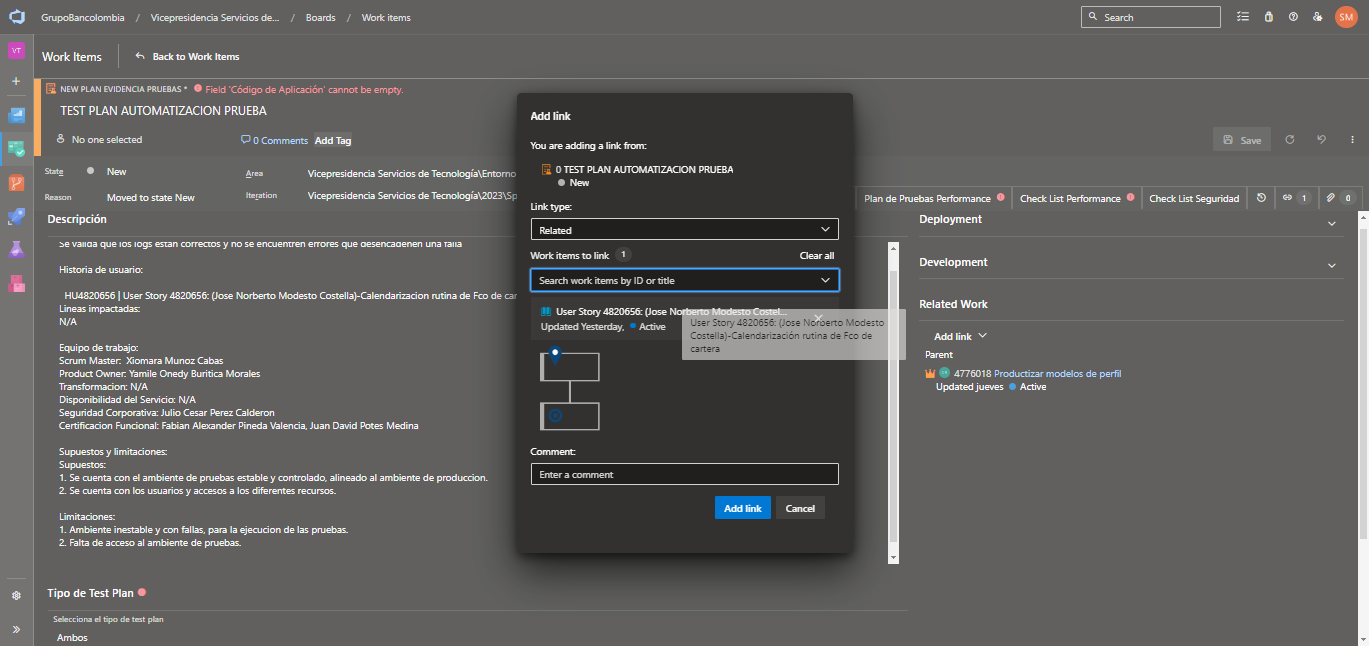 GrupoBancolombia / Vicepresidencia Servicios de... / Boards / Work items
Search
SM
VT
Work Items
Back to Work Items
NEW PLAN EVIDENCIA PRUEBAS * Field 'Código de Aplicación' cannot be empty.
TEST PLAN AUTOMATIZACION PRUEBA
No one selected
0 Comments
Add Tag
Save
State
New
Area
Vicepresidencia Servicios de Tecnología\Entorno
Reason
Moved to state New
Iteration
Vicepresidencia Servicios de Tecnología\2023\Sp
Plan de Pruebas Performance
Check List Performance
Check List Seguridad
1
0
Descripción
Se valida que los logs estan correctos y no se encuentren errores que desencadenen una falla
Historia de usuario:
HU4820656 | User Story 4820656: (Jose Norberto Modesto Costella)-Calendarizacion rutina de Fco de car
Lineas impactadas:
N/A
Equipo de trabajo:
Scrum Master: Xiomara Munoz Cabas
Product Owner: Yamile Onedy Buritica Morales
Transformacion: N/A
Disponibilidad del Servicio: N/A
Seguridad Corporativa: Julio Cesar Perez Calderon
Certificacion Funcional: Fabian Alexander Pineda Valencia, Juan David Potes Medina
Supuestos y limitaciones:
Supuestos:
1. Se cuenta con el ambiente de pruebas estable y controlado, alineado al ambiente de produccion.
2. Se cuenta con los usuarios y accesos a los diferentes recursos.
Limitaciones:
1. Ambiente inestable y con fallas, para la ejecucion de las pruebas.
2. Falta de acceso al ambiente de pruebas.
Tipo de Test Plan
Selecciona el tipo de test plan
Ambos
Add link
You are adding a link from:
0 TEST PLAN AUTOMATIZACION PRUEBA
New
Link type:
Related
Work items to link 1
Clear all
Search work items by ID or title
User Story 4820656: (Jose Norberto Modesto Costel...
Updated Yesterday, Active
User Story 4820656: (Jose Norberto Modesto
Costella)-Calendarización rutina de Fco de
cartera
Comment:
Enter a comment
Add link
Cancel
Deployment
Development
Related Work
Add link
Parent
4776018 Productizar modelos de perfil
Updated jueves Active